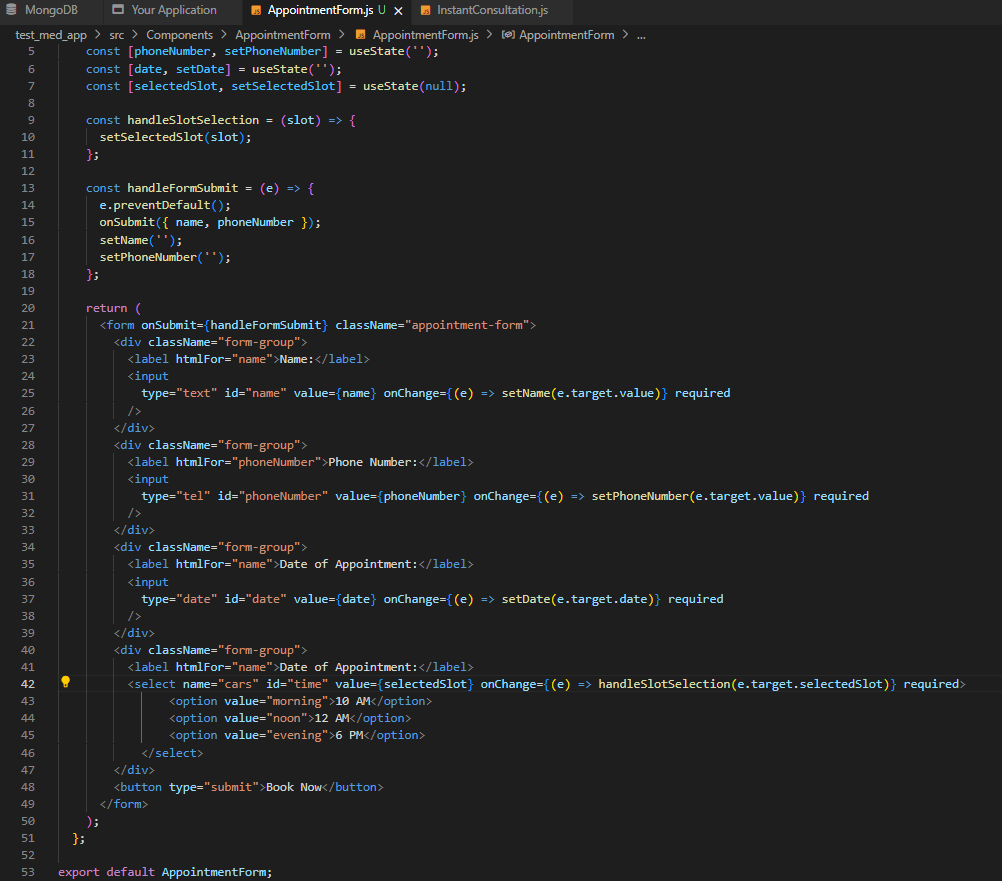 MongoDB Your Application JS AppointmentForm.js U × JS InstantConsultation.js
test_med_app > src > Components > AppointmentForm > JS AppointmentForm.js > AppointmentForm > ...
5 const [phoneNumber, setPhoneNumber] = useState('');
6 const [date, setDate] = useState('');
7 const [selectedSlot, setSelectedSlot] = useState(null);
8
9 const handleSlotSelection = (slot) => {
10 setSelectedSlot(slot);
11 };
12
13 const handleFormSubmit = (e) => {
14 e.preventDefault();
15 onSubmit({ name, phoneNumber });
16 setName('');
17 setPhoneNumber('');
18 };
19
20 return (
21 <form onSubmit={handleFormSubmit} className="appointment-form">
22 <div className="form-group">
23 <label htmlFor="name">Name:</label>
24 <input
25 type="text" id="name" value={name} onChange={(e) => setName(e.target.value)} required
26 />
27 </div>
28 <div className="form-group">
29 <label htmlFor="phoneNumber">Phone Number:</label>
30 <input
31 type="tel" id="phoneNumber" value={phoneNumber} onChange={(e) => setPhoneNumber(e.target.value)} required
32 />
33 </div>
34 <div className="form-group">
35 <label htmlFor="name">Date of Appointment:</label>
36 <input
37 type="date" id="date" value={date} onChange={(e) => setDate(e.target.date)} required
38 />
39 </div>
40 <div className="form-group">
41 <label htmlFor="name">Date of Appointment:</label>
42 <select name="cars" id="time" value={selectedSlot} onChange={(e) => handleSlotSelection(e.target.selectedSlot)} required>
43 <option value="morning">10 AM</option>
44 <option value="noon">12 AM</option>
45 <option value="evening">6 PM</option>
46 </select>
47 </div>
48 <button type="submit">Book Now</button>
49 </form>
50 );
51 };
52
53 export default AppointmentForm;